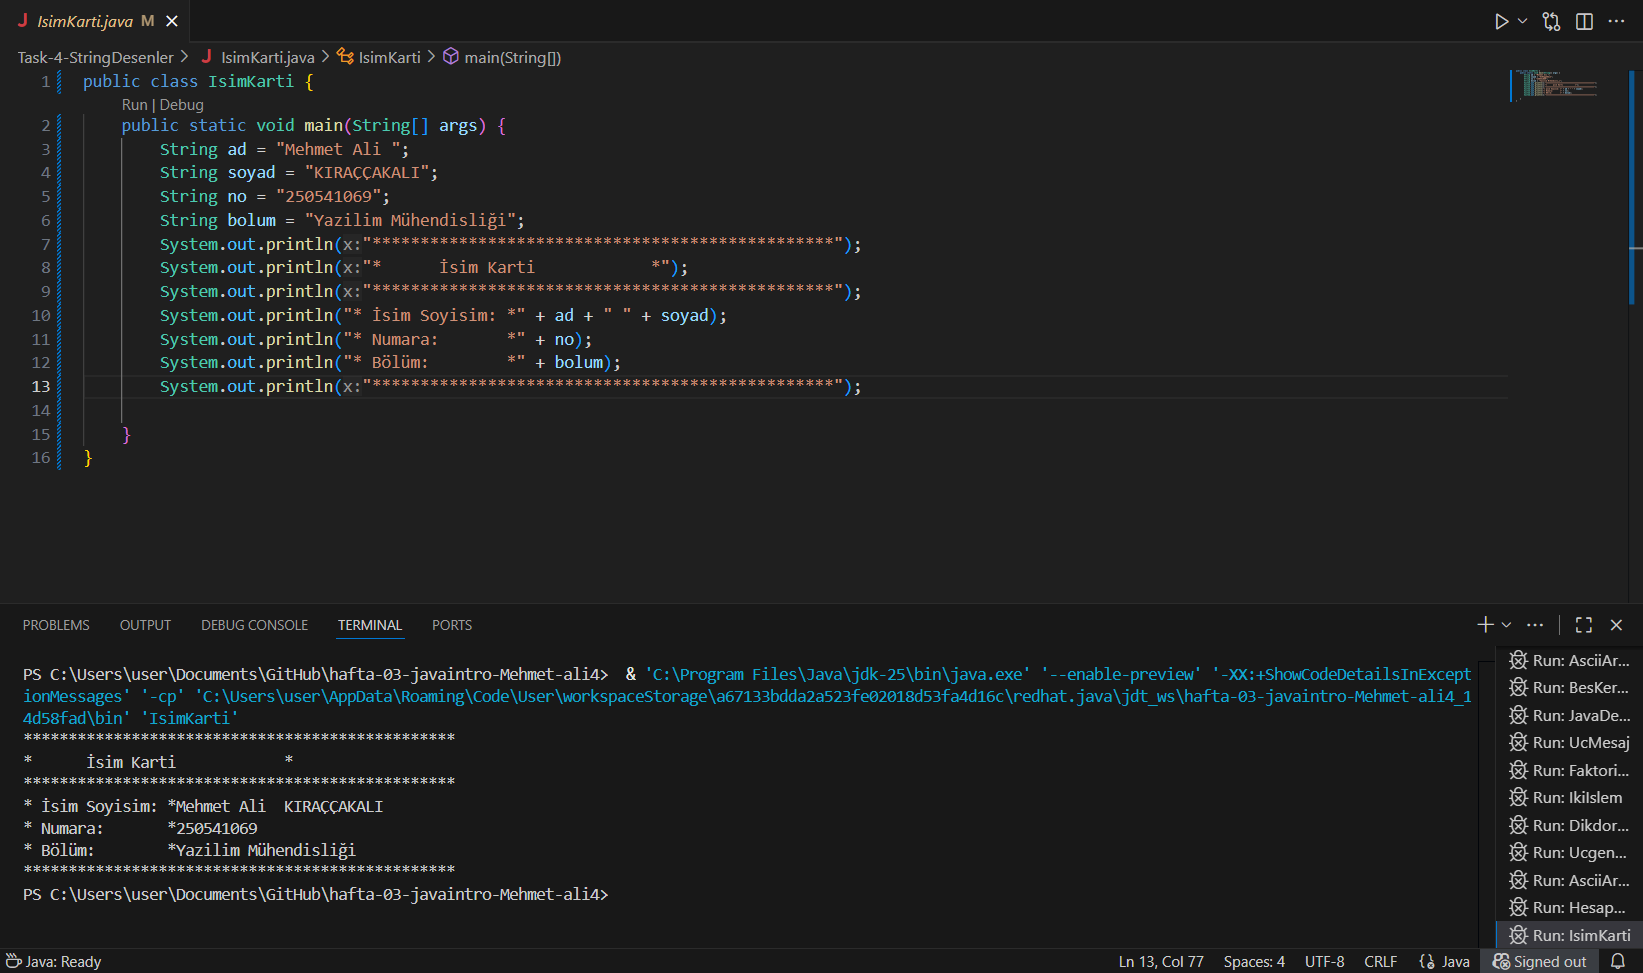 IsimKarti.java M
Task-4-StringDesenler > IsimKarti.java > IsimKarti > main(String[])
1 public class IsimKarti {
Run | Debug
2 public static void main(String[] args) {
3 String ad = "Mehmet Ali ";
4 String soyad = "KIRAÇÇAKALI";
5 String no = "250541069";
6 String bolum = "Yazilim Mühendisliği";
7 System.out.println(x:"************************************************");
8 System.out.println(x:"*      İsim Karti            *");
9 System.out.println(x:"************************************************");
10 System.out.println("* İsim Soyisim: *" + ad + " " + soyad);
11 System.out.println("* Numara:       *" + no);
12 System.out.println("* Bölüm:        *" + bolum);
13 System.out.println(x:"************************************************");
14
15 }
16 }
PROBLEMS OUTPUT DEBUG CONSOLE TERMINAL PORTS
PS C:\Users\user\Documents\GitHub\hafta-03-javaintro-Mehmet-ali4>  & 'C:\Program Files\Java\jdk-25\bin\java.exe' '--enable-preview' '-XX:+ShowCodeDetailsInExcept
ionMessages' '-cp' 'C:\Users\user\AppData\Roaming\Code\User\workspaceStorage\a67133bdda2a523fe02018d53fa4d16c\redhat.java\jdt_ws\hafta-03-javaintro-Mehmet-ali4_1
4d58fad\bin' 'IsimKarti'
************************************************
*      İsim Karti            *
************************************************
* İsim Soyisim: *Mehmet Ali  KIRAÇÇAKALI
* Numara:       *250541069
* Bölüm:        *Yazilim Mühendisliği
************************************************
PS C:\Users\user\Documents\GitHub\hafta-03-javaintro-Mehmet-ali4>
Run: AsciiAr...
Run: BesKer...
Run: JavaDe...
Run: UcMesaj
Run: Faktori...
Run: IkiIslem
Run: Dikdor...
Run: Ucgen...
Run: AsciiAr...
Run: Hesap...
Run: IsimKarti
Java: Ready Ln 13, Col 77 Spaces: 4 UTF-8 CRLF Java Signed out